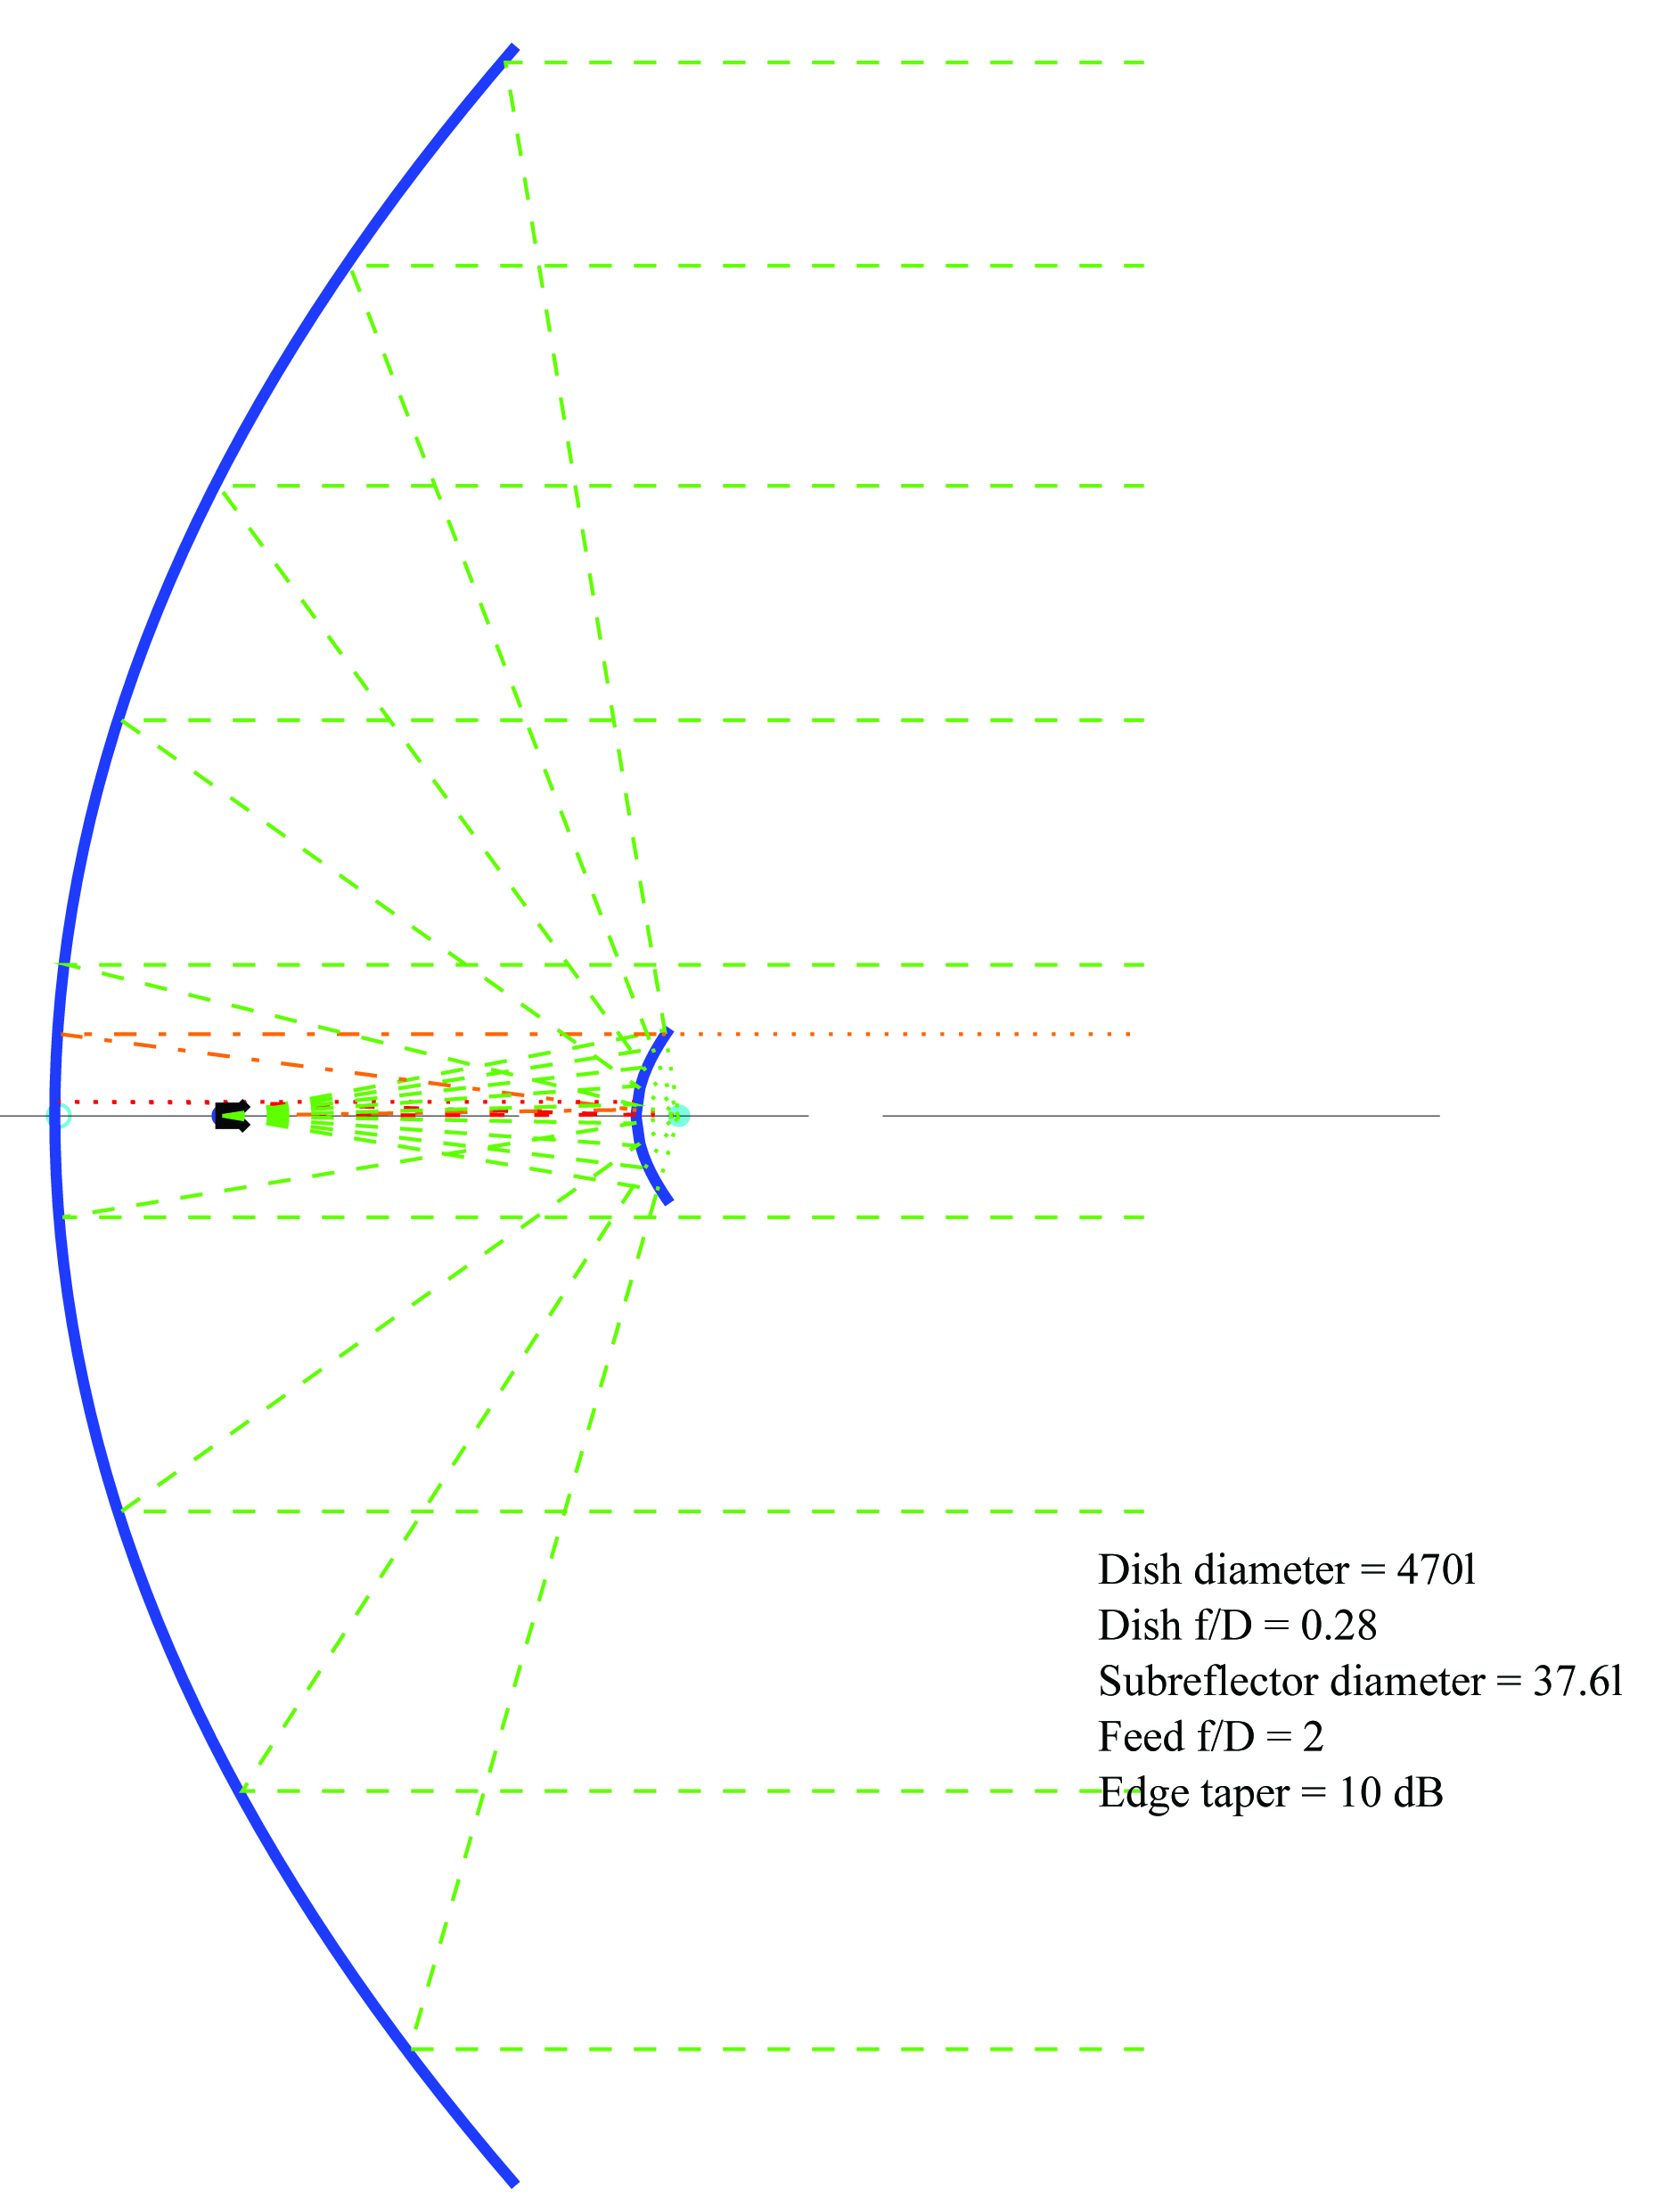 Dish diameter = 470l
Dish f/D = 0.28
Subreflector diameter = 37.6l
Feed f/D = 2
Edge taper = 10 dB